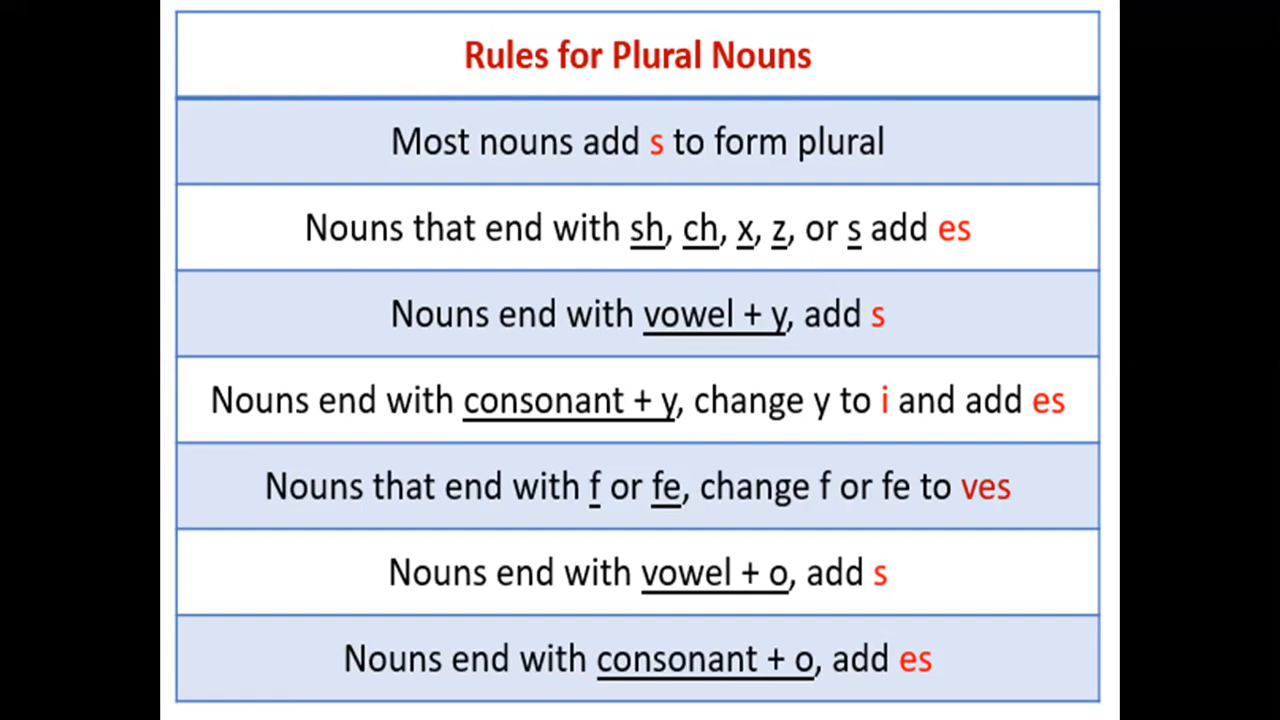 Rules for Plural Nouns
Most nouns add s to form plural
Nouns that end with sh, ch, x, z, or s add es
Nouns end with vowel + y, add s
Nouns end with consonant + y, change y to i and add es
Nouns that end with f or fe, change f or fe to ves
Nouns end with vowel + o, add s
Nouns end with consonant + o, add es